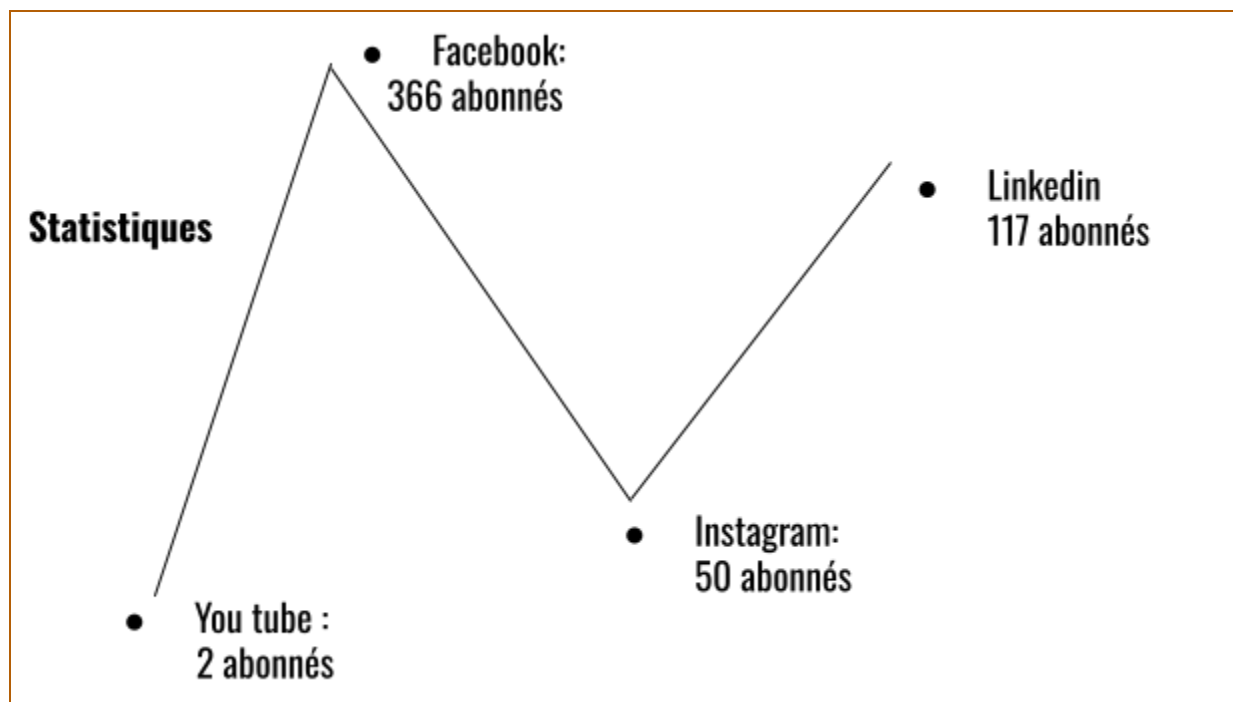 Statistiques
● Facebook:
366 abonnés
● Linkedin
117 abonnés
● Instagram:
50 abonnés
● You tube :
2 abonnés